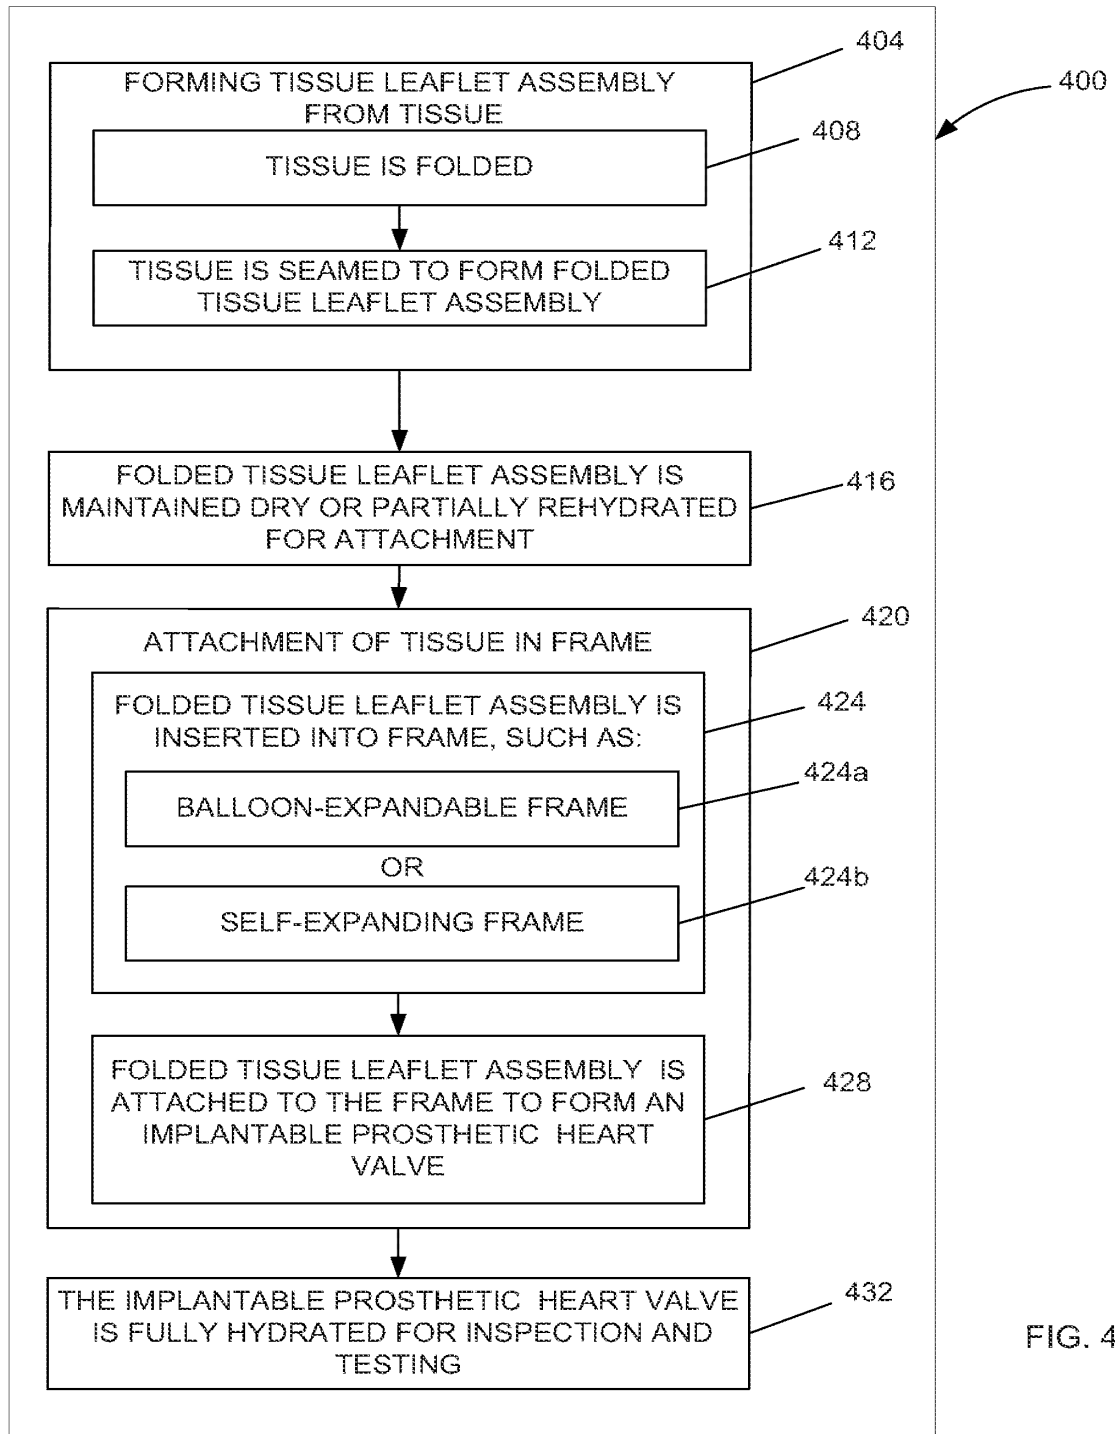 404
400
FORMING TISSUE LEAFLET ASSEMBLY
FROM TISSUE
408
TISSUE IS FOLDED
412
TISSUE IS SEAMED TO FORM FOLDED
TISSUE LEAFLET ASSEMBLY
FOLDED TISSUE LEAFLET ASSEMBLY IS
MAINTAINED DRY OR PARTIALLY REHYDRATED
FOR ATTACHMENT
416
ATTACHMENT OF TISSUE IN FRAME
420
FOLDED TISSUE LEAFLET ASSEMBLY IS
INSERTED INTO FRAME, SUCH AS:
424
424a
BALLOON-EXPANDABLE FRAME
OR
424b
SELF-EXPANDING FRAME
FOLDED TISSUE LEAFLET ASSEMBLY IS
ATTACHED TO THE FRAME TO FORM AN
IMPLANTABLE PROSTHETIC HEART
VALVE
428
THE IMPLANTABLE PROSTHETIC HEART VALVE
IS FULLY HYDRATED FOR INSPECTION AND
TESTING
432
FIG. 4